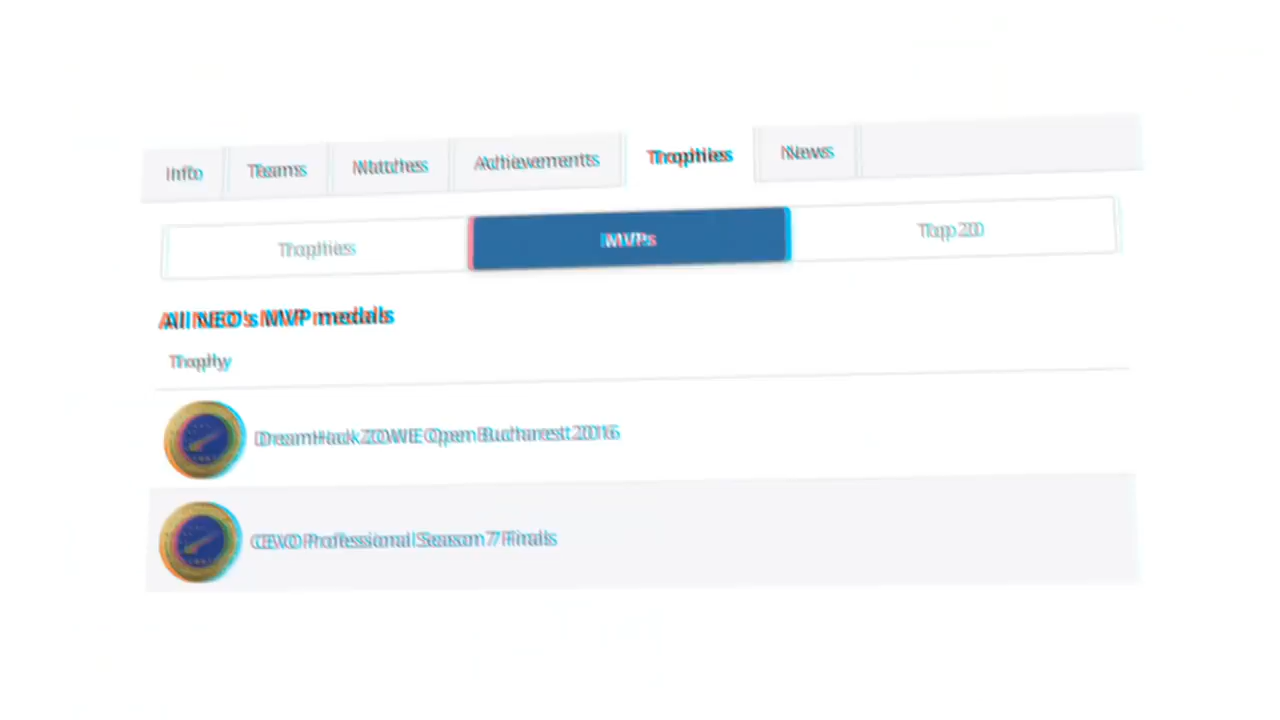 Info Teams Matches Achievements Trophies News
Trophies MVPs Top 20
All NEO's MVP medals
Trophy
DreamHack ZOWIE Open Bucharest 2016
CEVO Professional Season 7 Finals